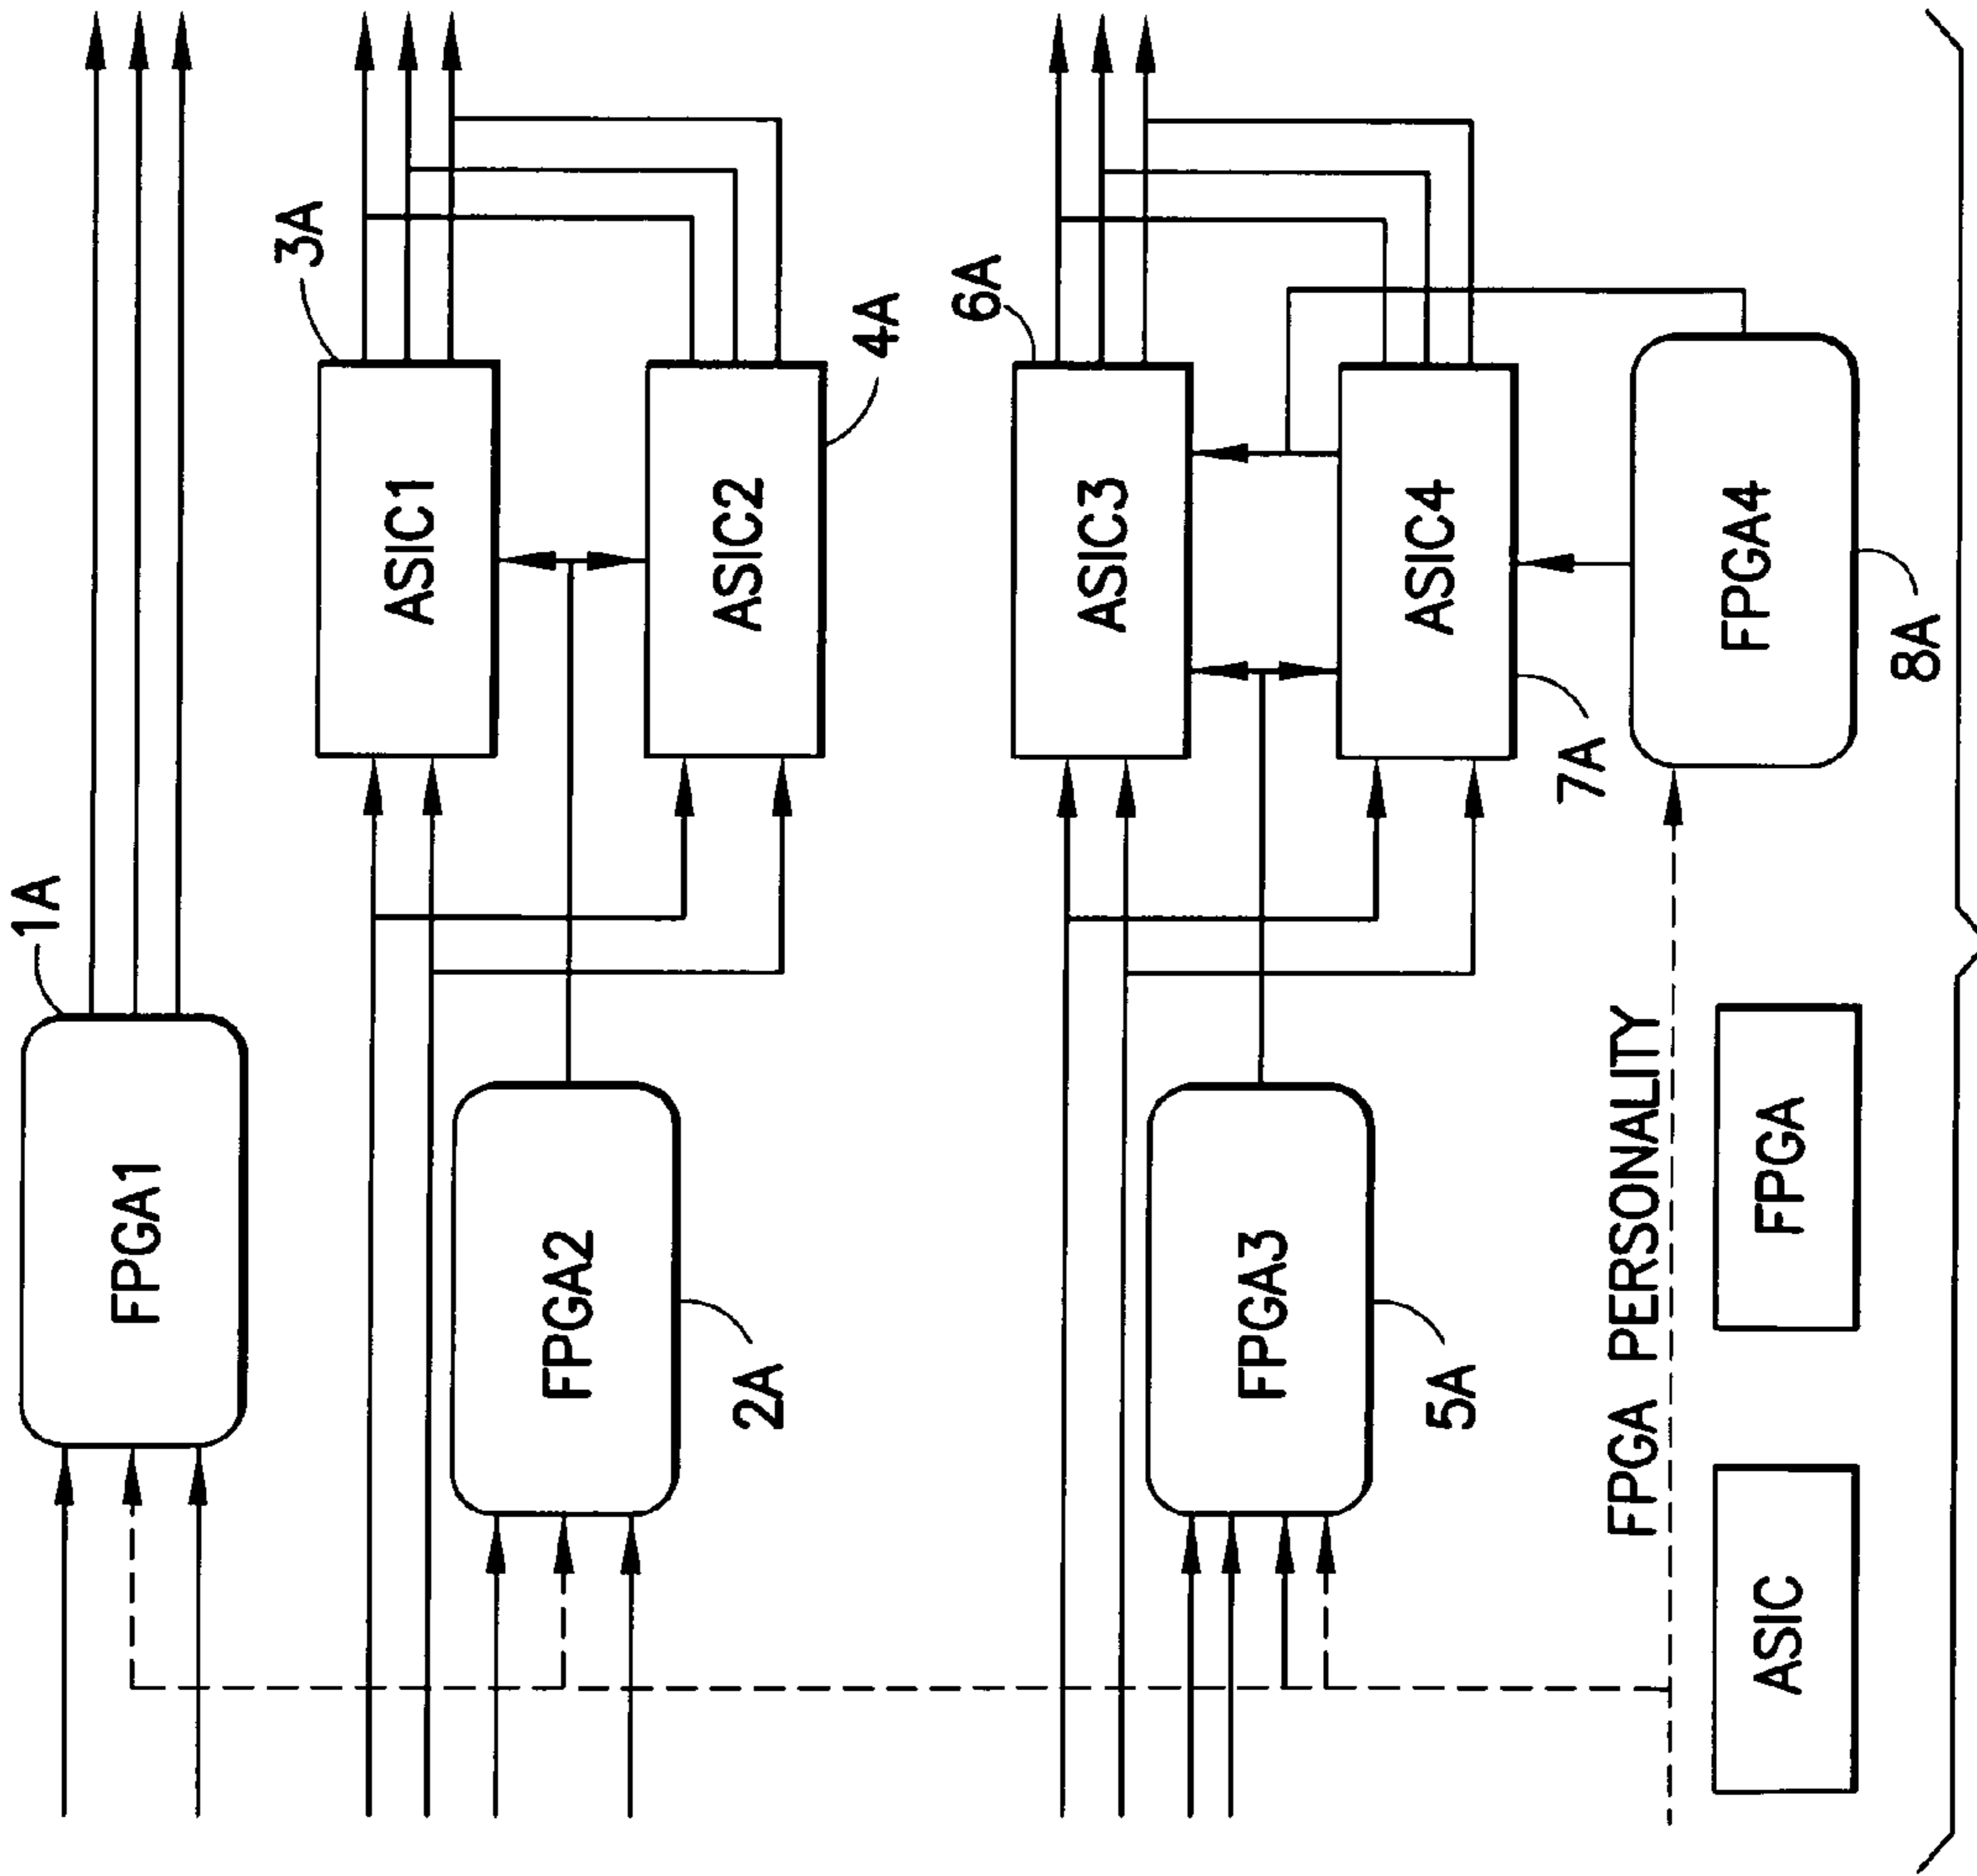 1A
FPGA1
3A
ASIC1
FPGA2
2A
ASIC2
4A
6A
ASIC3
FPGA3
5A
ASIC4
7A
FPGA PERSONALITY
FPGA4
8A
ASIC
FPGA